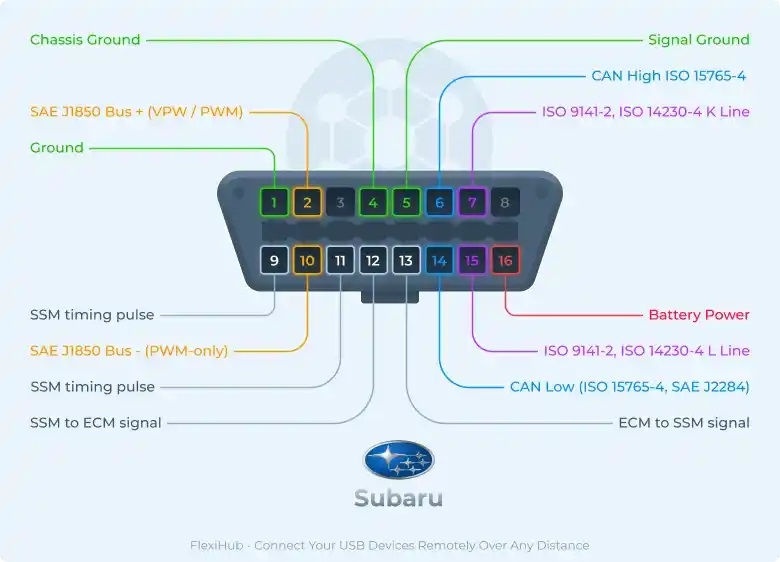 Chassis Ground
Signal Ground
CAN High ISO 15765-4
SAE J1850 Bus + (VPW / PWM)
ISO 9141-2, ISO 14230-4 K Line
Ground
1 2 3 4 5 6 7 8
9 10 11 12 13 14 15 16
SSM timing pulse
Battery Power
SAE J1850 Bus - (PWM-only)
ISO 9141-2, ISO 14230-4 L Line
SSM timing pulse
CAN Low (ISO 15765-4, SAE J2284)
SSM to ECM signal
ECM to SSM signal
Subaru
FlexiHub - Connect Your USB Devices Remotely Over Any Distance